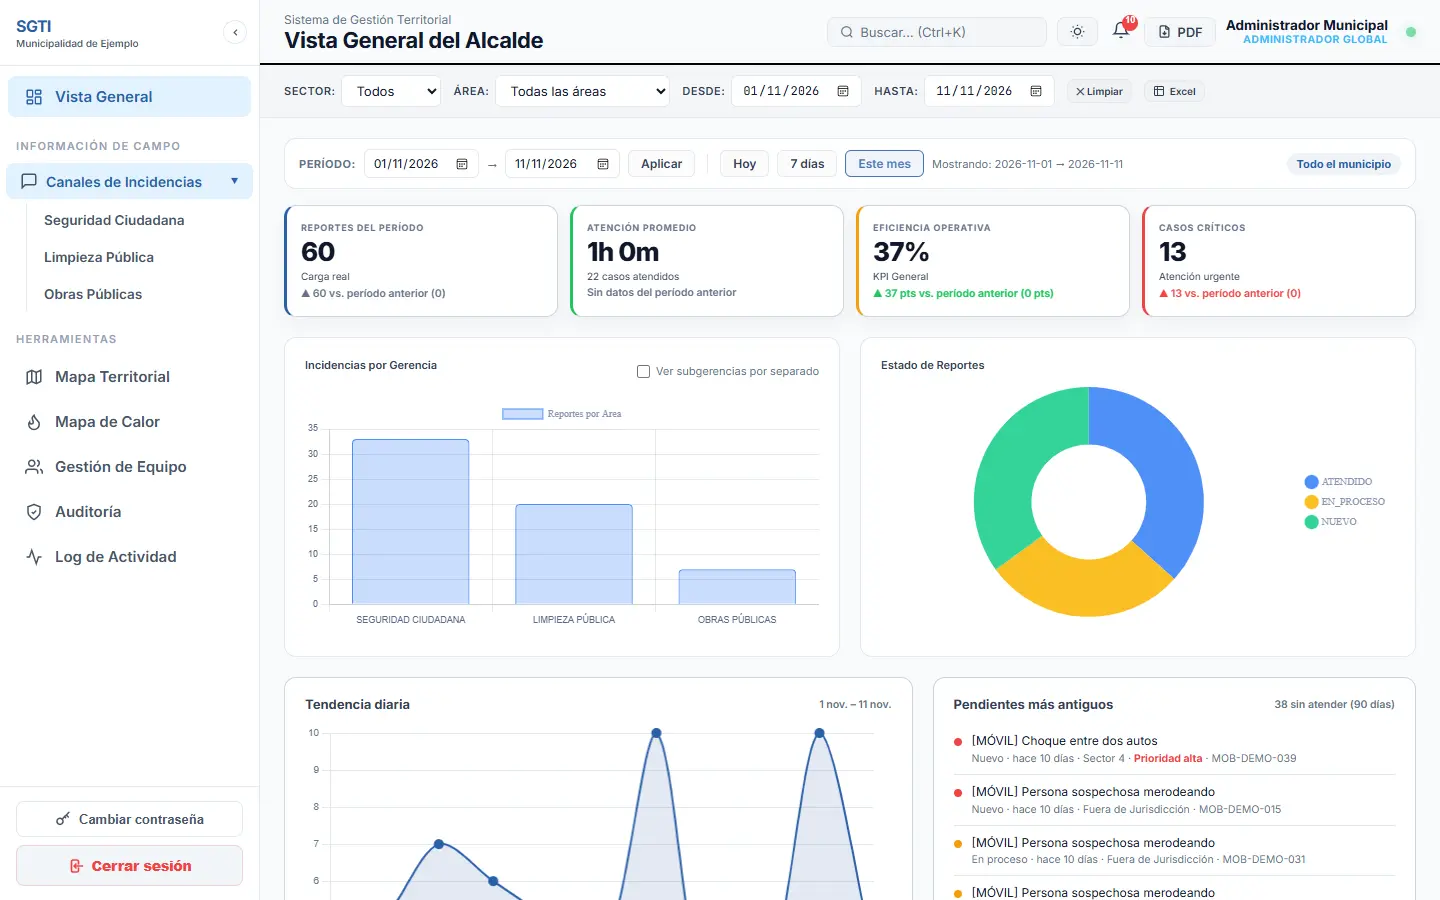 SGTI
Municipalidad de Ejemplo
Vista General
INFORMACIÓN DE CAMPO
Canales de Incidencias
Seguridad Ciudadana
Limpieza Pública
Obras Públicas
HERRAMIENTAS
Mapa Territorial
Mapa de Calor
Gestión de Equipo
Auditoría
Log de Actividad
Cambiar contraseña
Cerrar sesión
Sistema de Gestión Territorial
Vista General del Alcalde
Buscar... (Ctrl+K)
10
PDF
Administrador Municipal
ADMINISTRADOR GLOBAL
SECTOR: Todos ÁREA: Todas las áreas DESDE: 01/11/2026 HASTA: 11/11/2026 Limpiar Excel
PERÍODO: 01/11/2026 → 11/11/2026 Aplicar Hoy 7 días Este mes Mostrando: 2026-11-01 → 2026-11-11 Todo el municipio
REPORTES DEL PERÍODO
60
Carga real
▲ 60 vs. período anterior (0)
ATENCIÓN PROMEDIO
1h 0m
22 casos atendidos
Sin datos del período anterior
EFICIENCIA OPERATIVA
37%
KPI General
▲ 37 pts vs. período anterior (0 pts)
CASOS CRÍTICOS
13
Atención urgente
▲ 13 vs. período anterior (0)
Incidencias por Gerencia
Ver subgerencias por separado
Reportes por Area
35
30
25
20
15
10
5
0
SEGURIDAD CIUDADANA LIMPIEZA PÚBLICA OBRAS PÚBLICAS
Estado de Reportes
ATENDIDO
EN_PROCESO
NUEVO
Tendencia diaria
1 nov. – 11 nov.
10
9
8
7
6
Pendientes más antiguos
38 sin atender (90 días)
[MÓVIL] Choque entre dos autos
Nuevo · hace 10 días · Sector 4 · Prioridad alta · MOB-DEMO-039
[MÓVIL] Persona sospechosa merodeando
Nuevo · hace 10 días · Fuera de Jurisdicción · MOB-DEMO-015
[MÓVIL] Persona sospechosa merodeando
En proceso · hace 10 días · Fuera de Jurisdicción · MOB-DEMO-031
[MÓVIL] Persona sospechosa merodeando